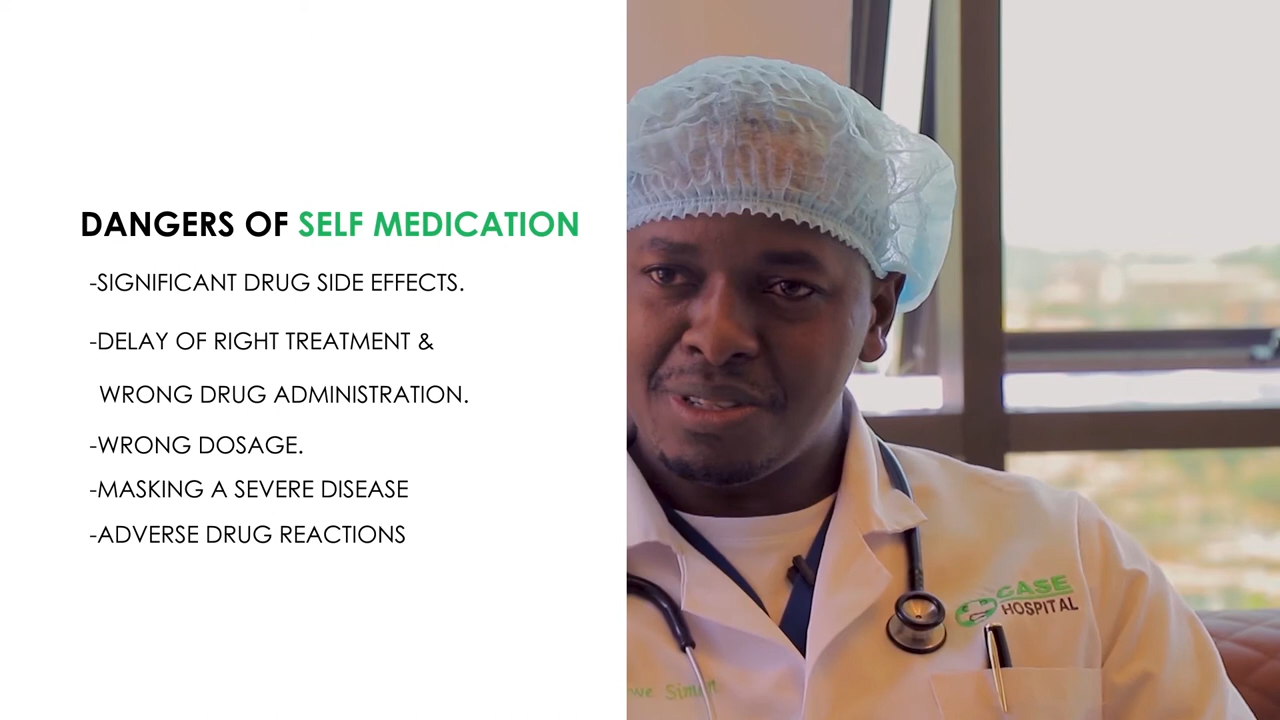 DANGERS OF SELF MEDICATION
-SIGNIFICANT DRUG SIDE EFFECTS.
-DELAY OF RIGHT TREATMENT &
WRONG DRUG ADMINISTRATION.
-WRONG DOSAGE.
-MASKING A SEVERE DISEASE
-ADVERSE DRUG REACTIONS
CASE
HOSPITAL